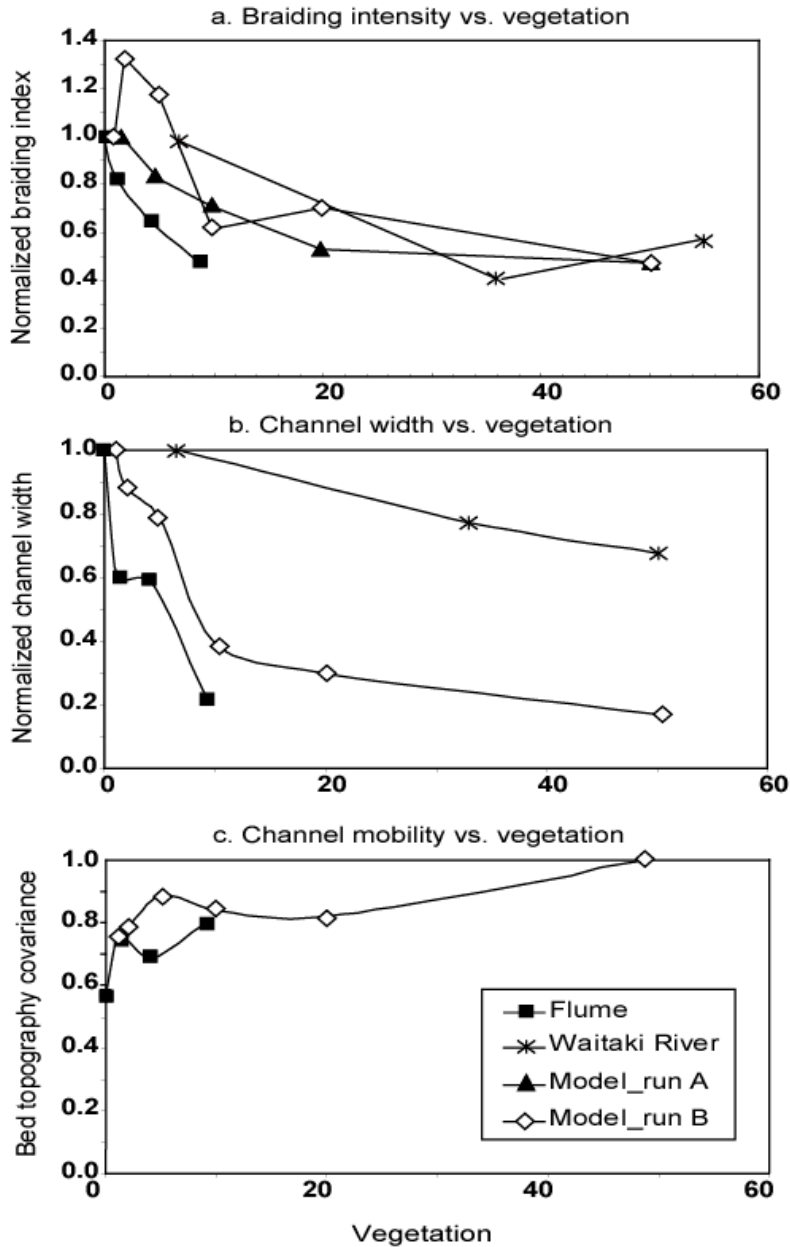 a. Braiding intensity vs. vegetation
Normalized braiding index
1.4
1.2
1.0
0.8
0.6
0.4
0.2
0.0
0 20 40 60
b. Channel width vs. vegetation
Normalized channel width
1.0
0.8
0.6
0.4
0.2
0.0
0 20 40 60
c. Channel mobility vs. vegetation
Bed topography covariance
1.0
0.8
0.6
0.4
0.2
0.0
Flume
Waitaki River
Model_run A
Model_run B
0 20 40 60
Vegetation